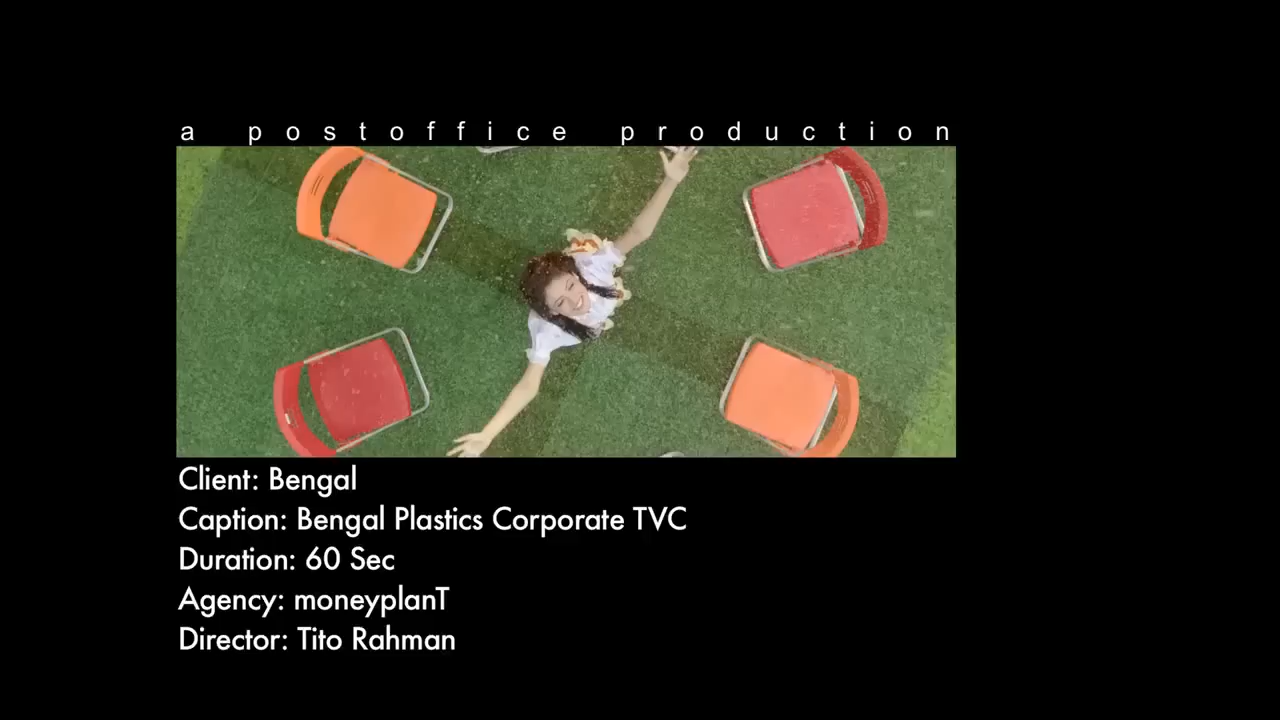 a postoffice production
Client: Bengal
Caption: Bengal Plastics Corporate TVC
Duration: 60 Sec
Agency: moneyplanT
Director: Tito Rahman